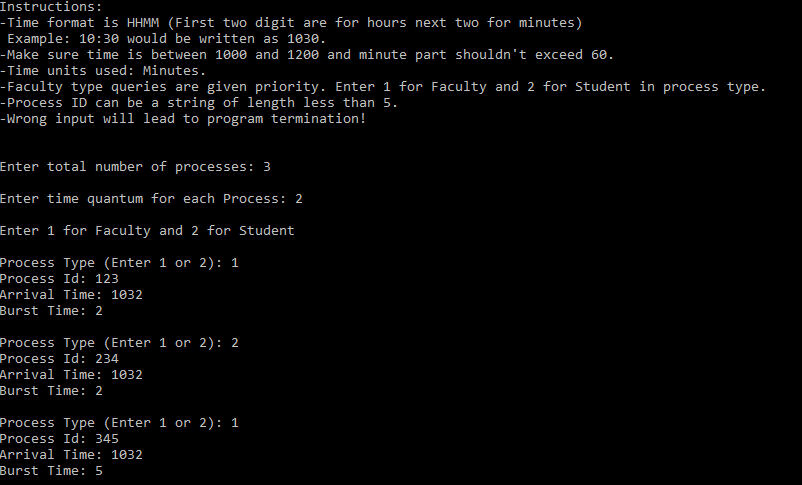 Instructions:
-Time format is HHMM (First two digit are for hours next two for minutes)
Example: 10:30 would be written as 1030.
-Make sure time is between 1000 and 1200 and minute part shouldn't exceed 60.
-Time units used: Minutes.
-Faculty type queries are given priority. Enter 1 for Faculty and 2 for Student in process type.
-Process ID can be a string of length less than 5.
-Wrong input will lead to program termination!
Enter total number of processes: 3
Enter time quantum for each Process: 2
Enter 1 for Faculty and 2 for Student
Process Type (Enter 1 or 2): 1
Process Id: 123
Arrival Time: 1032
Burst Time: 2
Process Type (Enter 1 or 2): 2
Process Id: 234
Arrival Time: 1032
Burst Time: 2
Process Type (Enter 1 or 2): 1
Process Id: 345
Arrival Time: 1032
Burst Time: 5